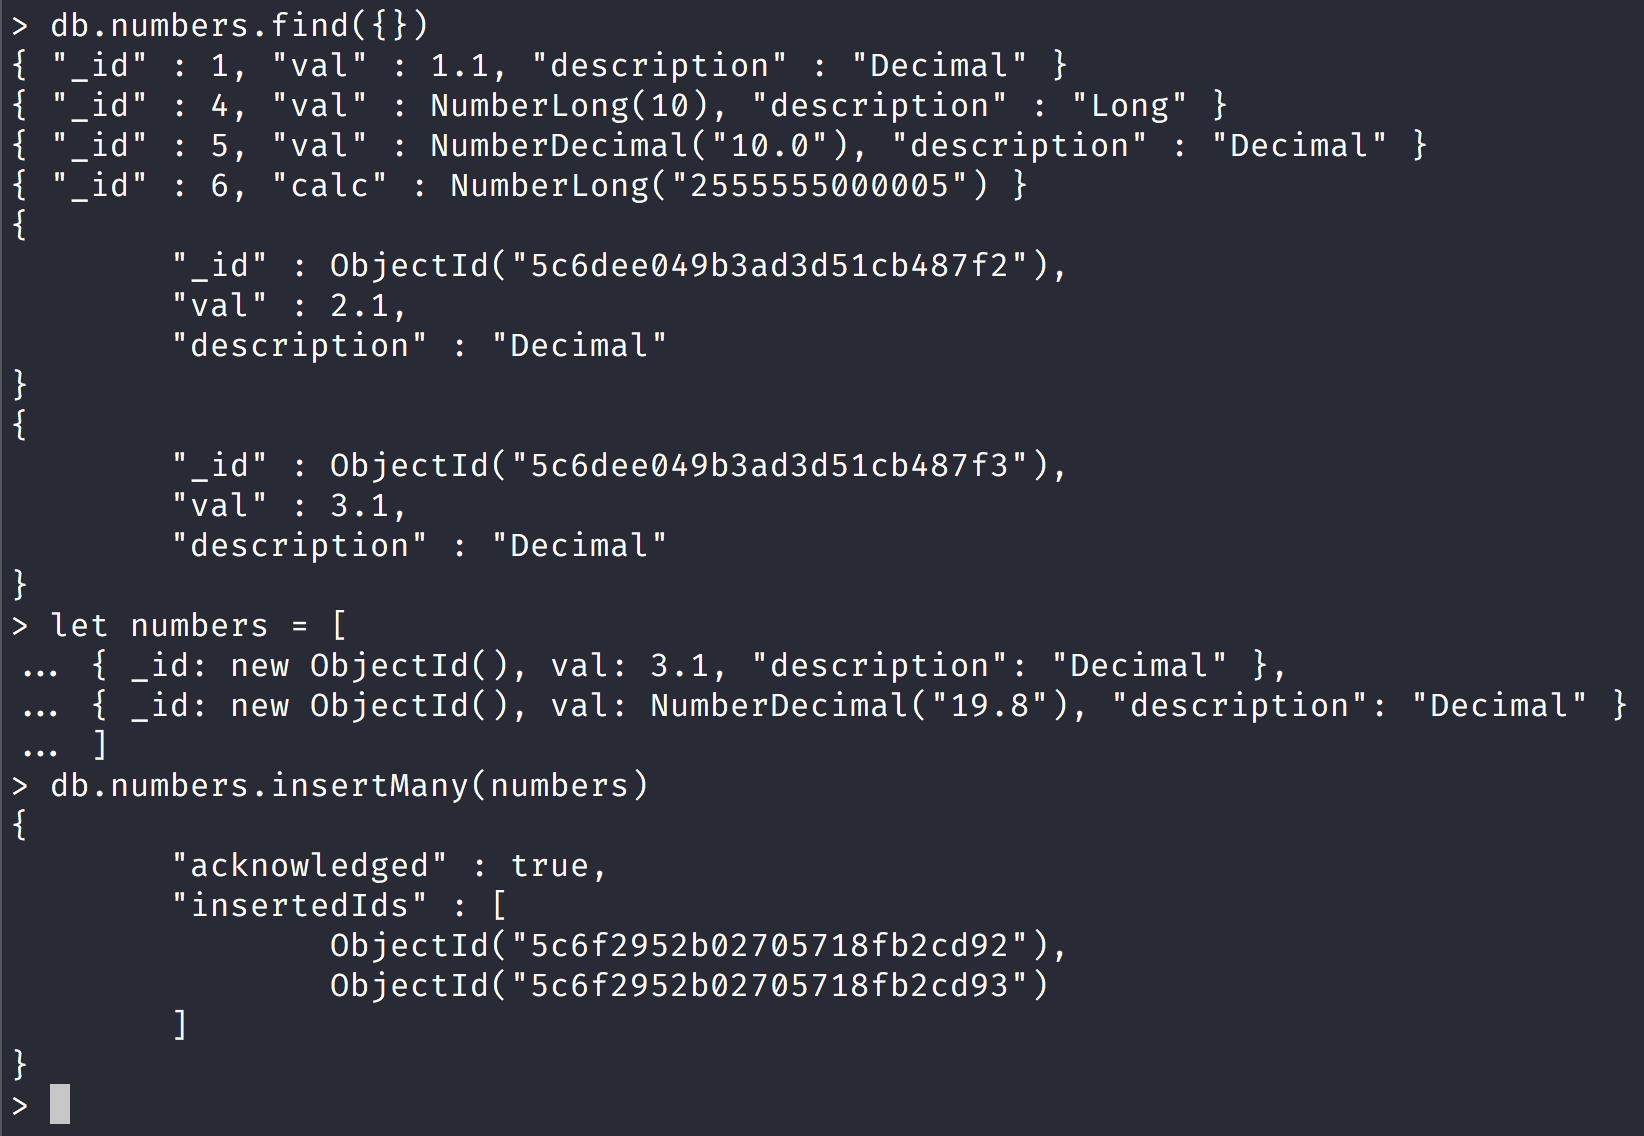 > db.numbers.find({})
{ "_id" : 1, "val" : 1.1, "description" : "Decimal" }
{ "_id" : 4, "val" : NumberLong(10), "description" : "Long" }
{ "_id" : 5, "val" : NumberDecimal("10.0"), "description" : "Decimal" }
{ "_id" : 6, "calc" : NumberLong("2555555000005") }
{
        "_id" : ObjectId("5c6dee049b3ad3d51cb487f2"),
        "val" : 2.1,
        "description" : "Decimal"
}
{
        "_id" : ObjectId("5c6dee049b3ad3d51cb487f3"),
        "val" : 3.1,
        "description" : "Decimal"
}
> let numbers = [
... { _id: new ObjectId(), val: 3.1, "description": "Decimal" },
... { _id: new ObjectId(), val: NumberDecimal("19.8"), "description": "Decimal" }
... ]
> db.numbers.insertMany(numbers)
{
        "acknowledged" : true,
        "insertedIds" : [
                ObjectId("5c6f2952b02705718fb2cd92"),
                ObjectId("5c6f2952b02705718fb2cd93")
        ]
}
>